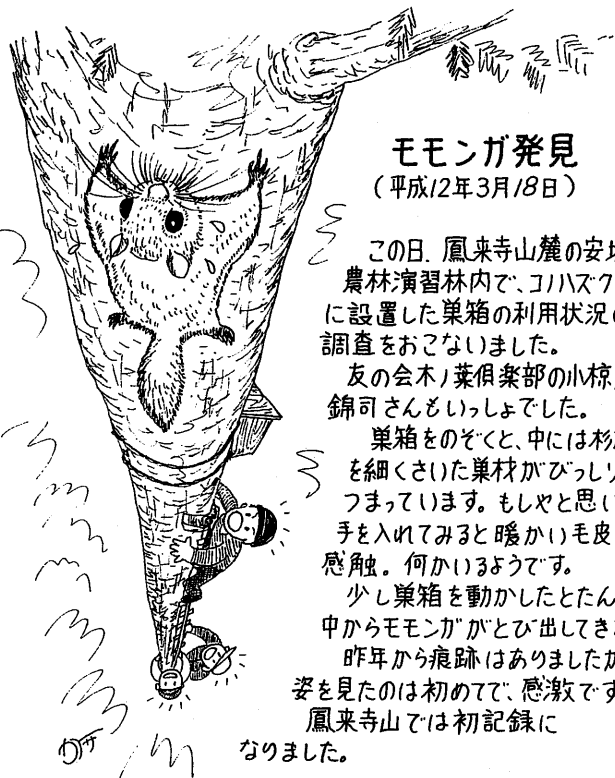 モモンガ発見
(平成12年3月18日)
この日. 鳳来寺山麓の安
農林演習林内で、コノハズク
に設置した巣箱の利用状況
調査をおこないました。
友の会木ノ葉倶楽部の小椋
錦司さんもいっしょでした。
巣箱をのぞくと、中には杉
を細くさいた巣材がびっしり
つまっています。もしやと思い
手を入れてみると暖かい毛皮
感触。何かいるようです。
少し巣箱を動かしたとたん
中からモモンガがとび出してき
昨年から痕跡はありましたが
姿を見たのは初めてで、感激です
鳳来寺山では初記録に
なりました。